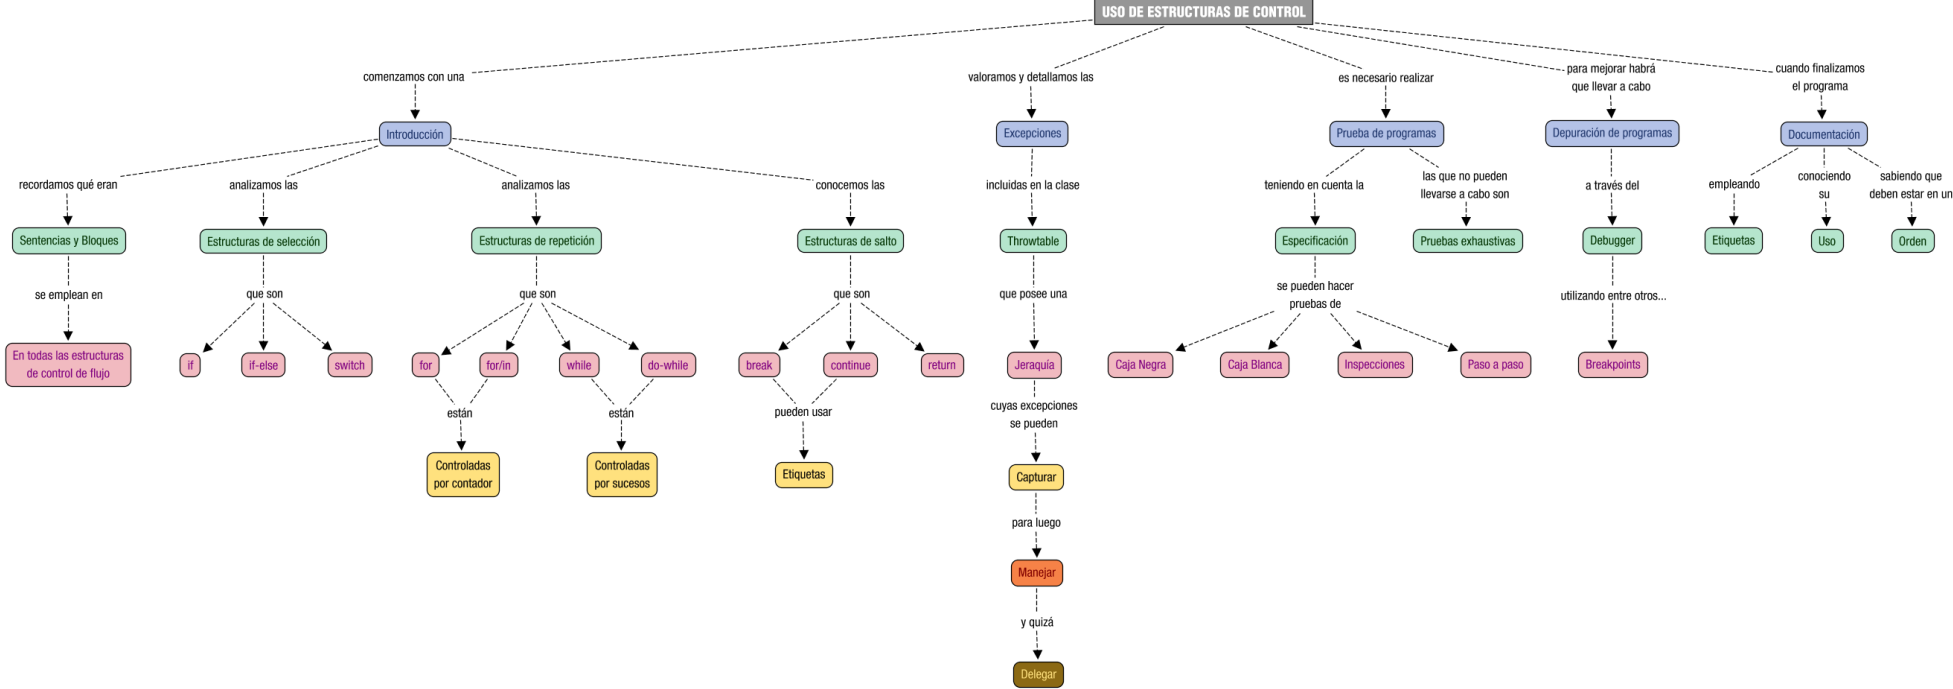 USO DE ESTRUCTURAS DE CONTROL
comenzamos con una
valoramos y detallamos las
es necesario realizar
para mejorar habrá
que llevar a cabo
cuando finalizamos
el programa
Introducción
Excepciones
Prueba de programas
Depuración de programas
Documentación
recordamos qué eran
analizamos las
analizamos las
conocemos las
incluidas en la clase
teniendo en cuenta la
las que no pueden
llevarse a cabo son
a través del
empleando
conociendo
su
sabiendo que
deben estar en un
Sentencias y Bloques
Estructuras de selección
Estructuras de repetición
Estructuras de salto
Throwtable
Especificación
Pruebas exhaustivas
Debugger
Etiquetas
Uso
Orden
se emplean en
que son
que son
que son
que posee una
se pueden hacer
pruebas de
utilizando entre otros...
En todas las estructuras
de control de flujo
if
if-else
switch
for
for/in
while
do-while
break
continue
return
Jeraquía
Caja Negra
Caja Blanca
Inspecciones
Paso a paso
Breakpoints
están
están
pueden usar
cuyas excepciones
se pueden
Controladas
por contador
Controladas
por sucesos
Etiquetas
Capturar
para luego
Manejar
y quizá
Delegar